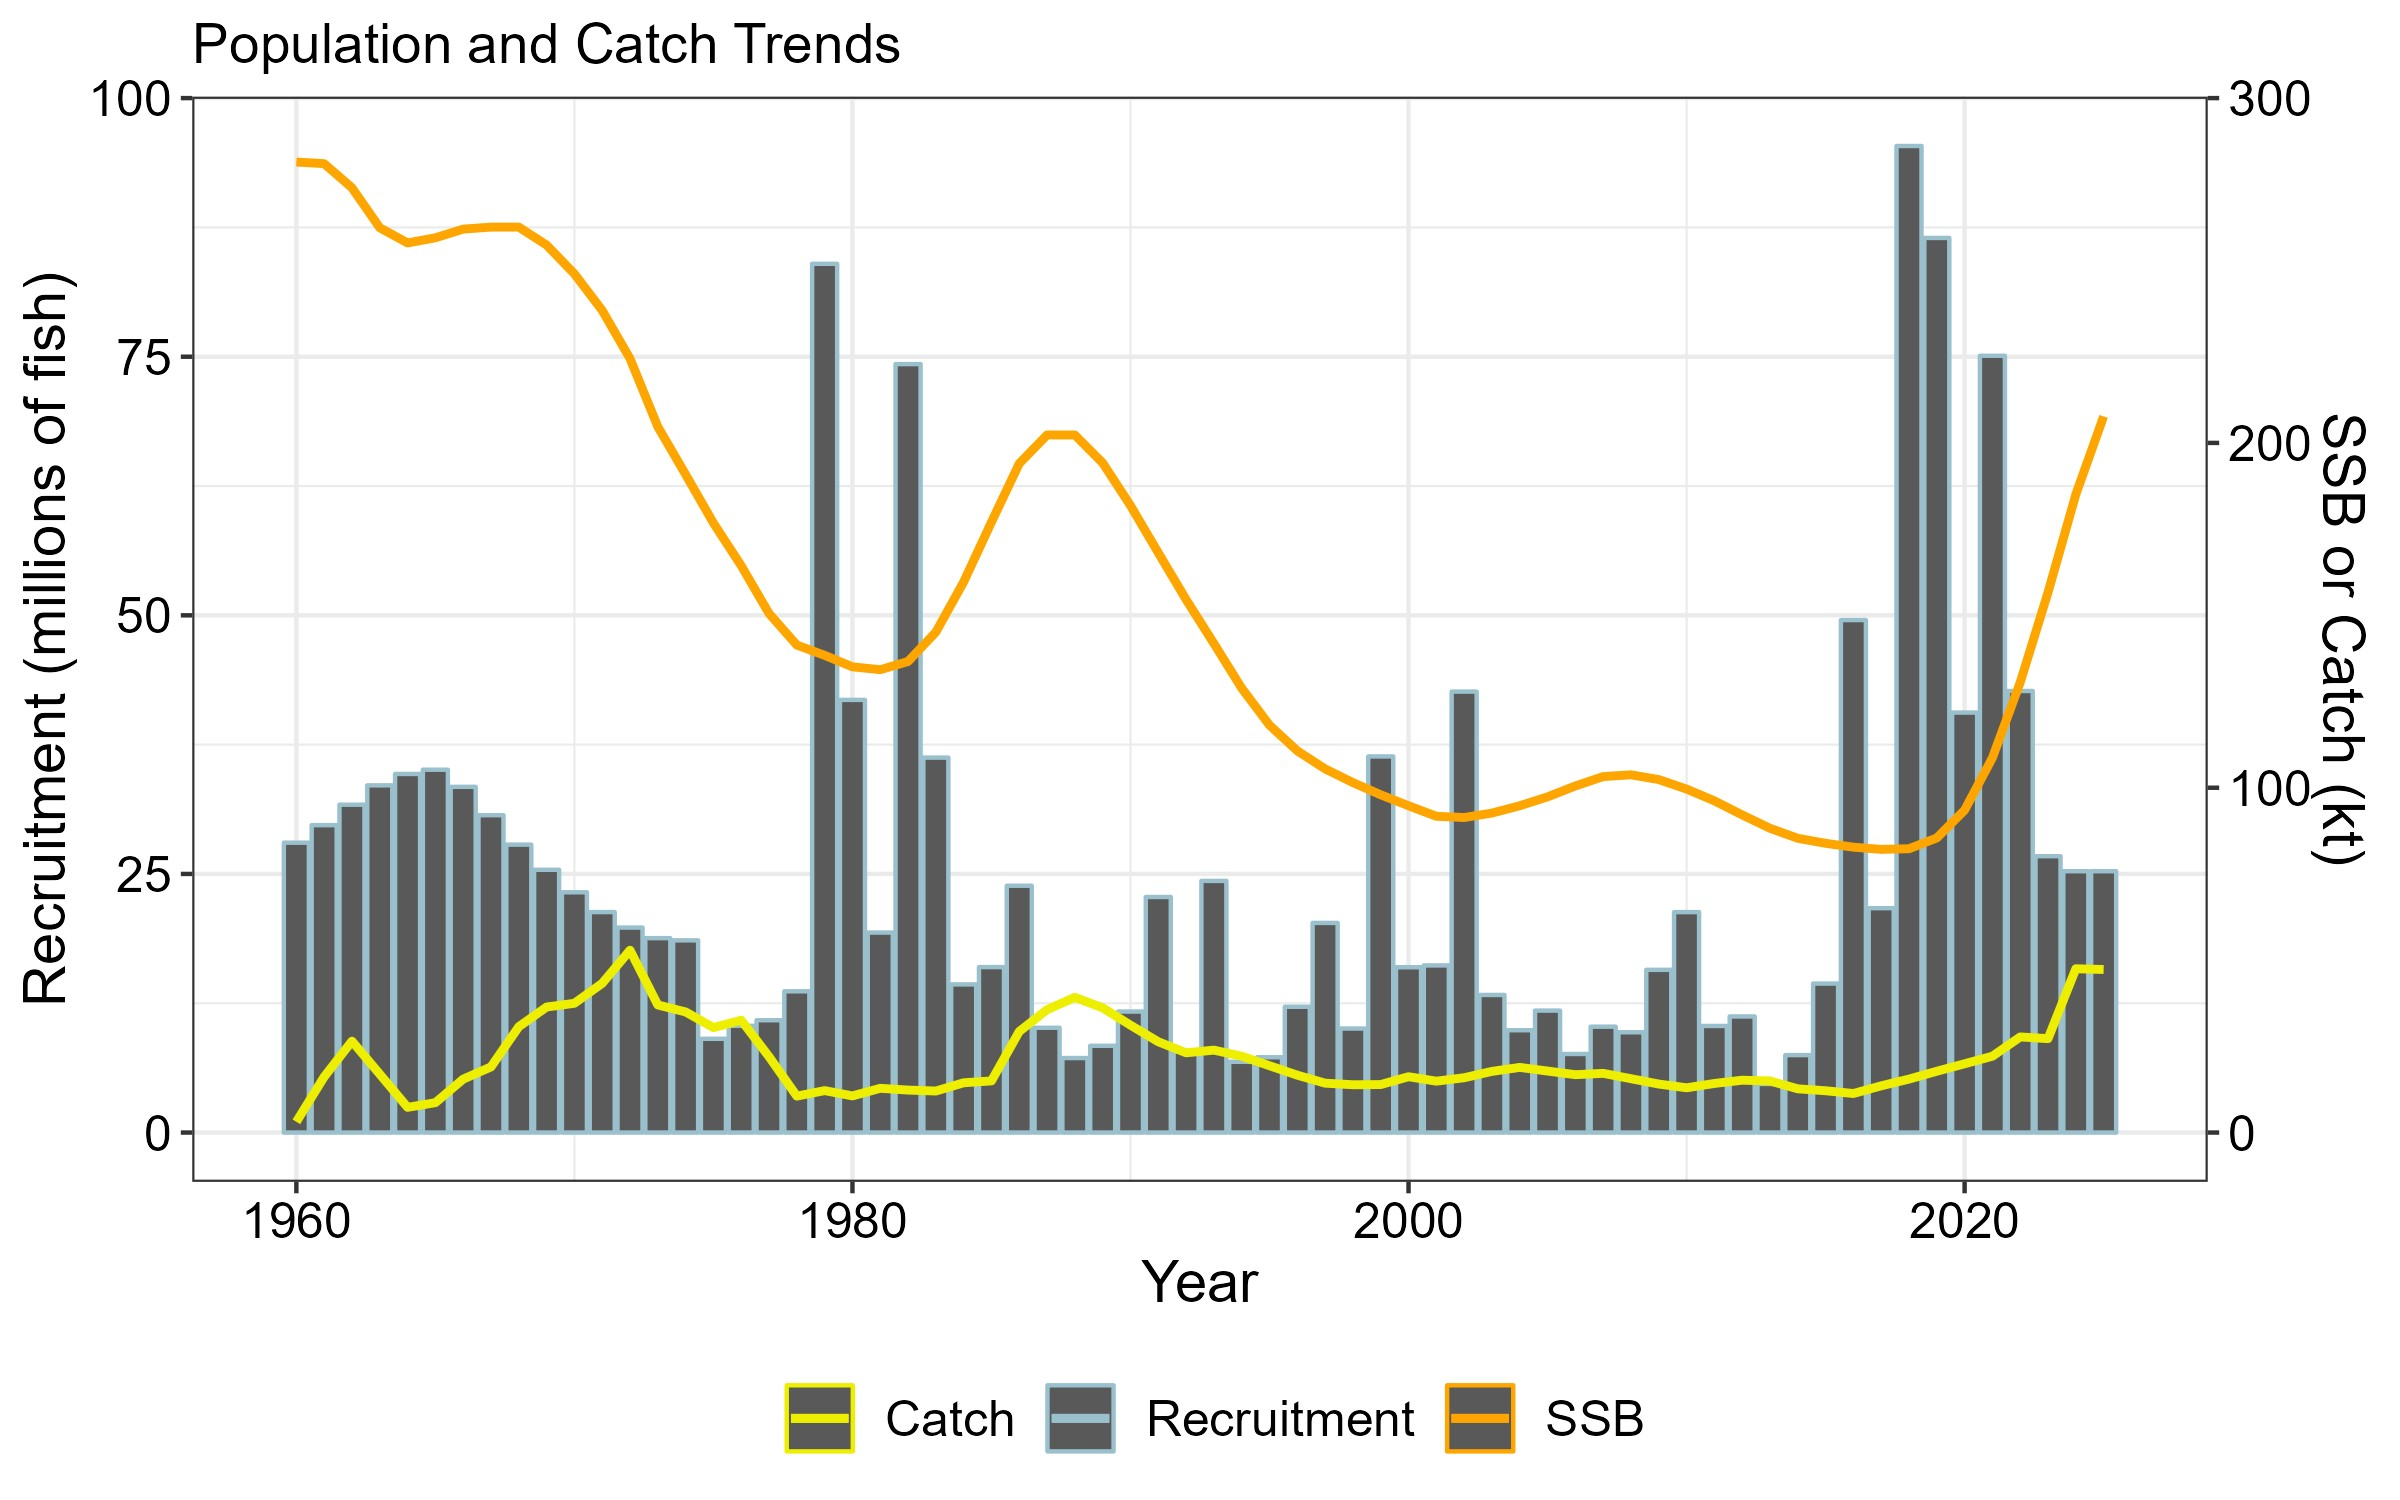 Population and Catch Trends
100
75
50
25
0
Recruitment (millions of fish)
300
200
100
0
SSB or Catch (kt)
1960 1980 2000 2020
Year
Catch Recruitment SSB